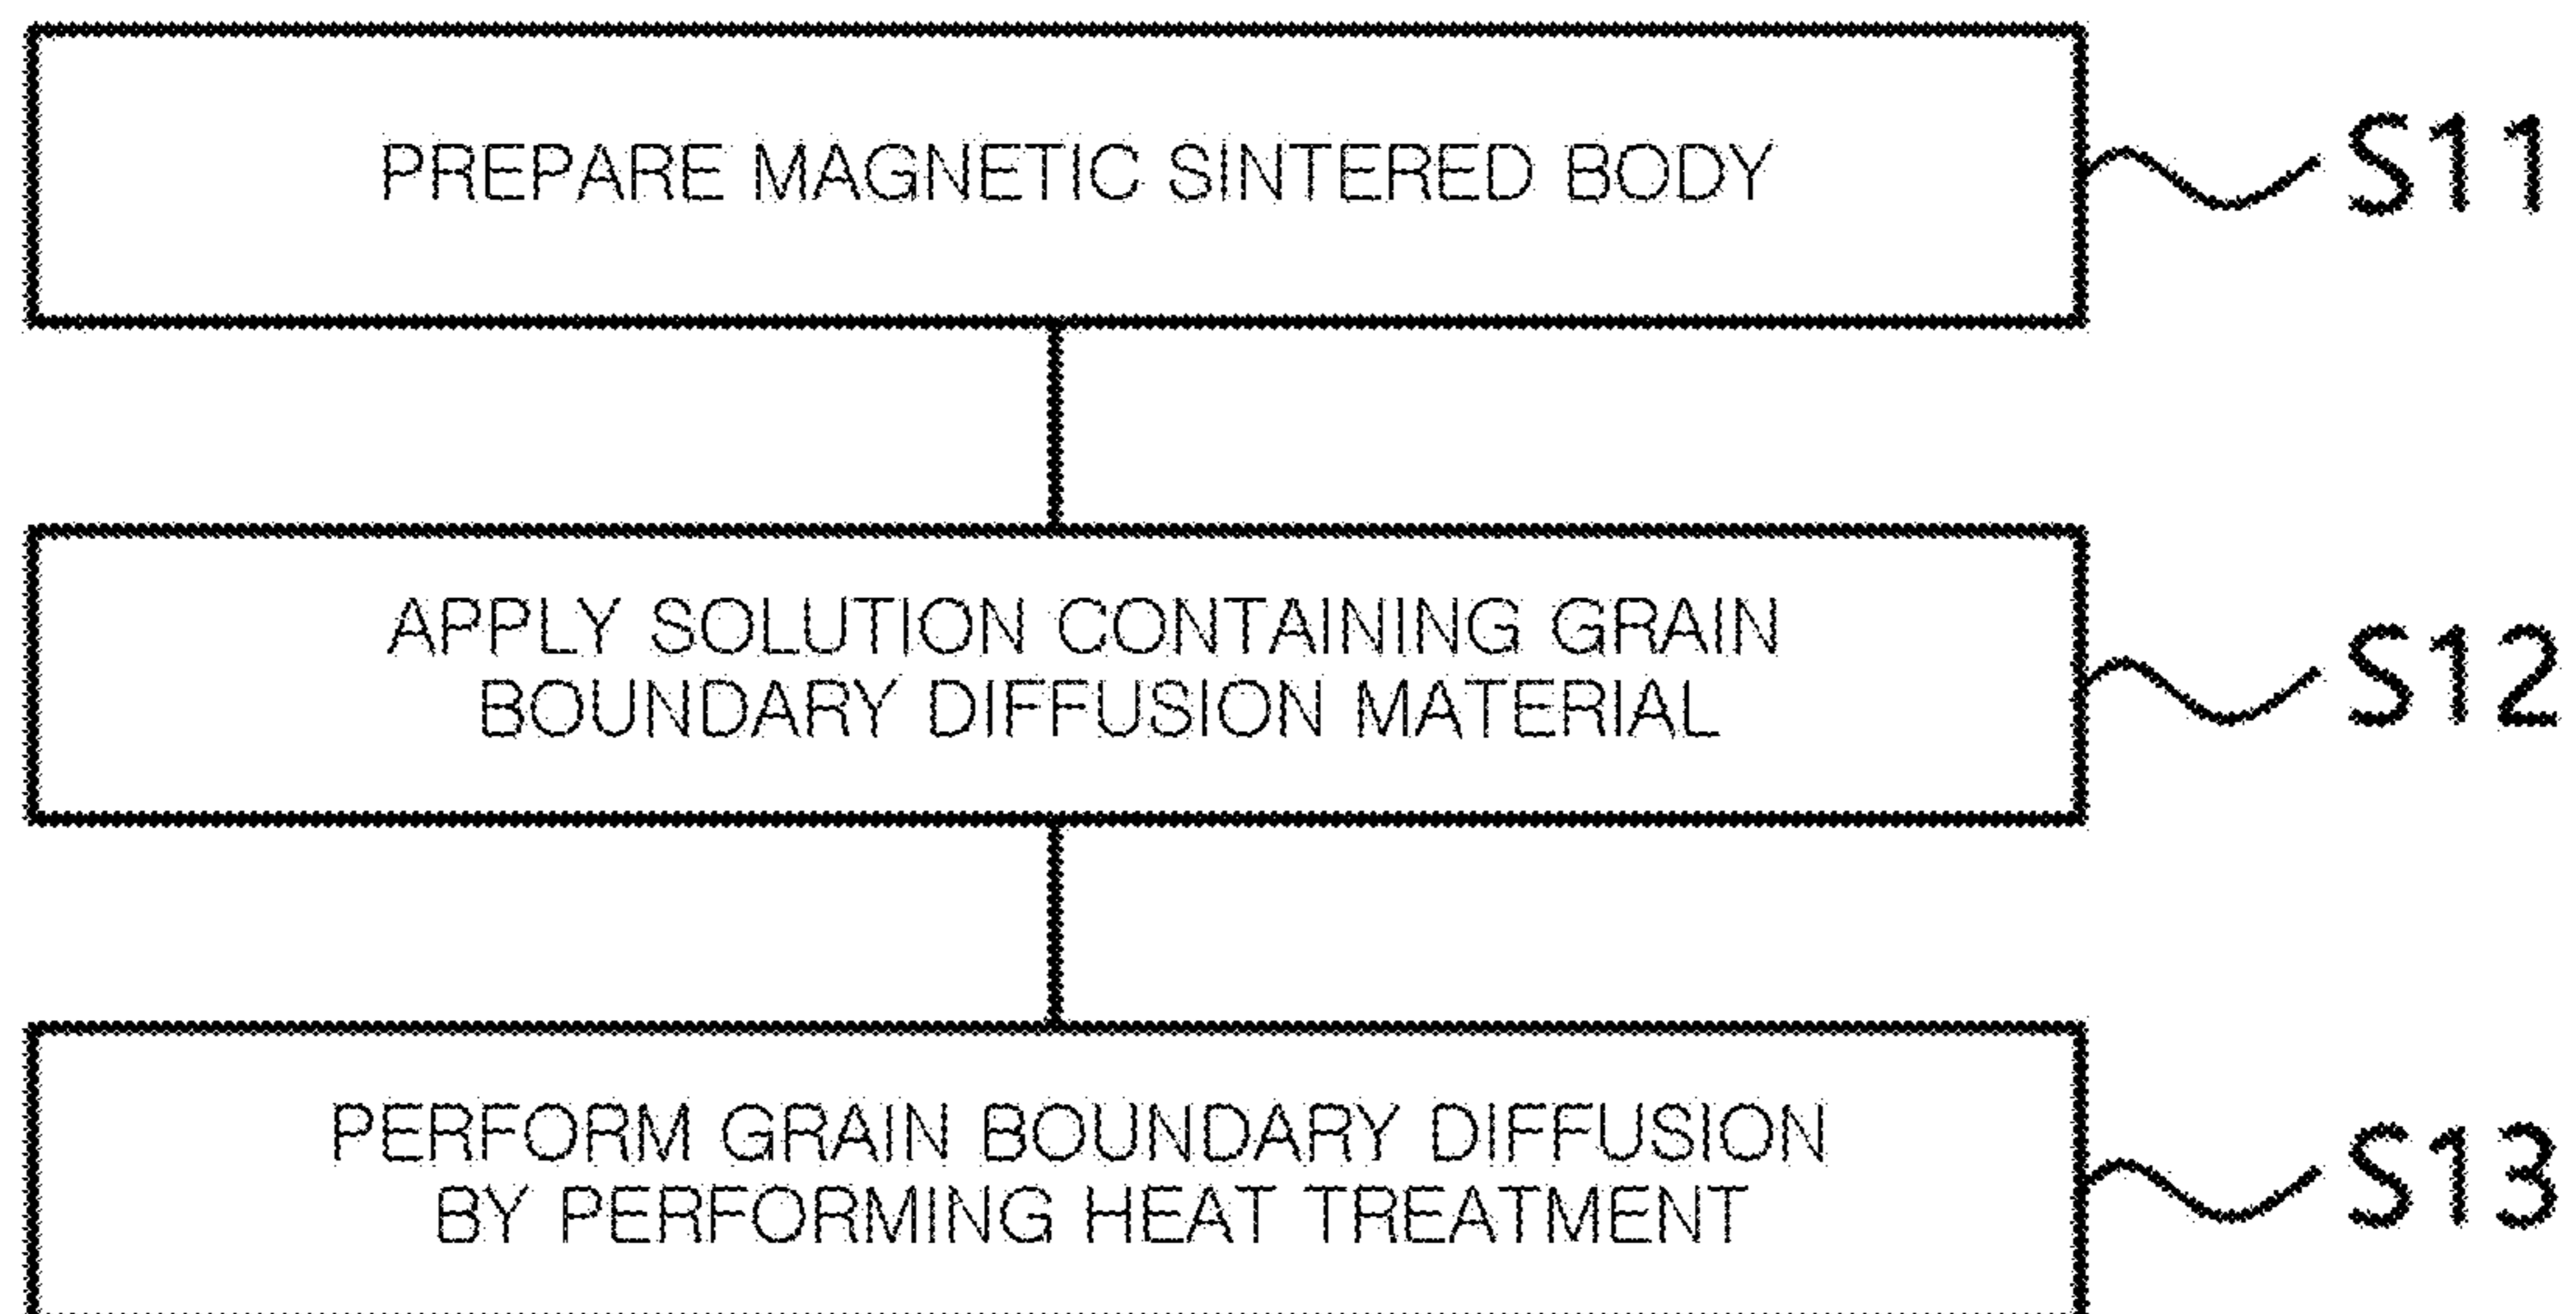 PREPARE MAGNETIC SINTERED BODY
S11
APPLY SOLUTION CONTAINING GRAIN
BOUNDARY DIFFUSION MATERIAL
S12
PERFORM GRAIN BOUNDARY DIFFUSION
BY PERFORMING HEAT TREATMENT
S13